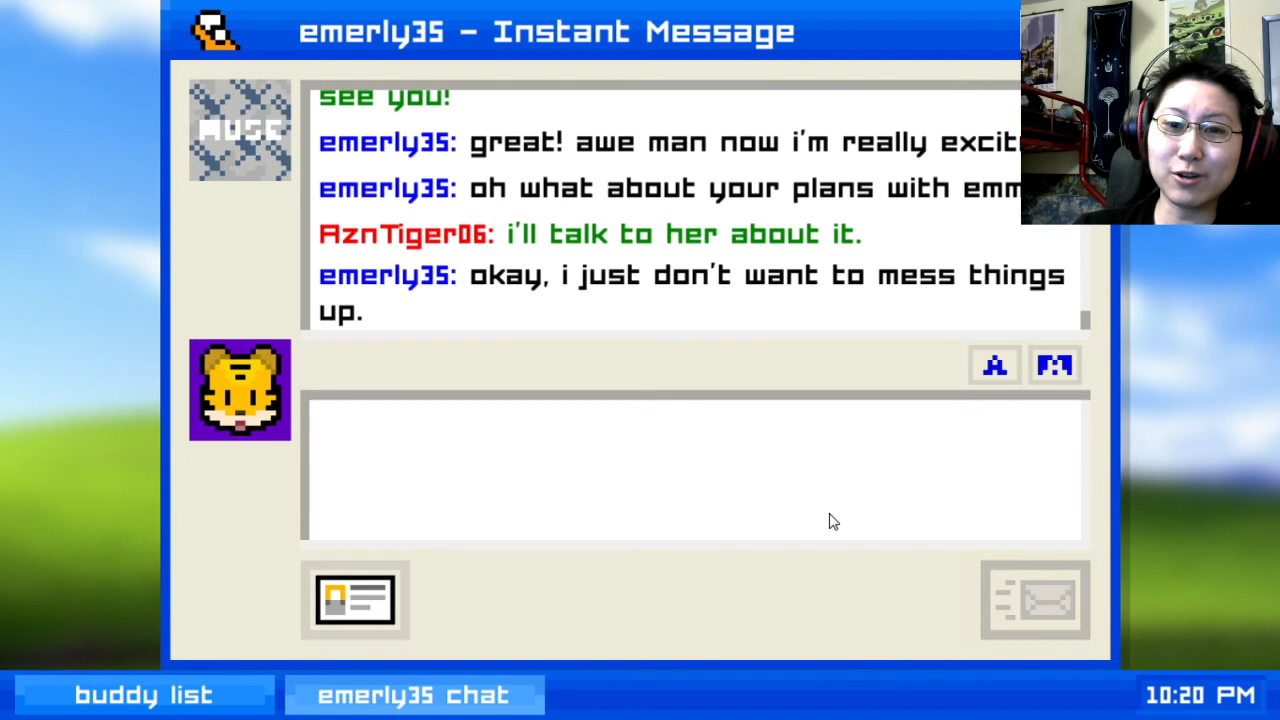 emerly35 - Instant Message
see you!
emerly35: great! awe man now i'm really
emerly35: oh what about your plans with
AznTiger06: i'll talk to her about it.
emerly35: okay, i just don't want to mess things
up.
MUSE
A
buddy list
emerly35 chat
10:20 PM